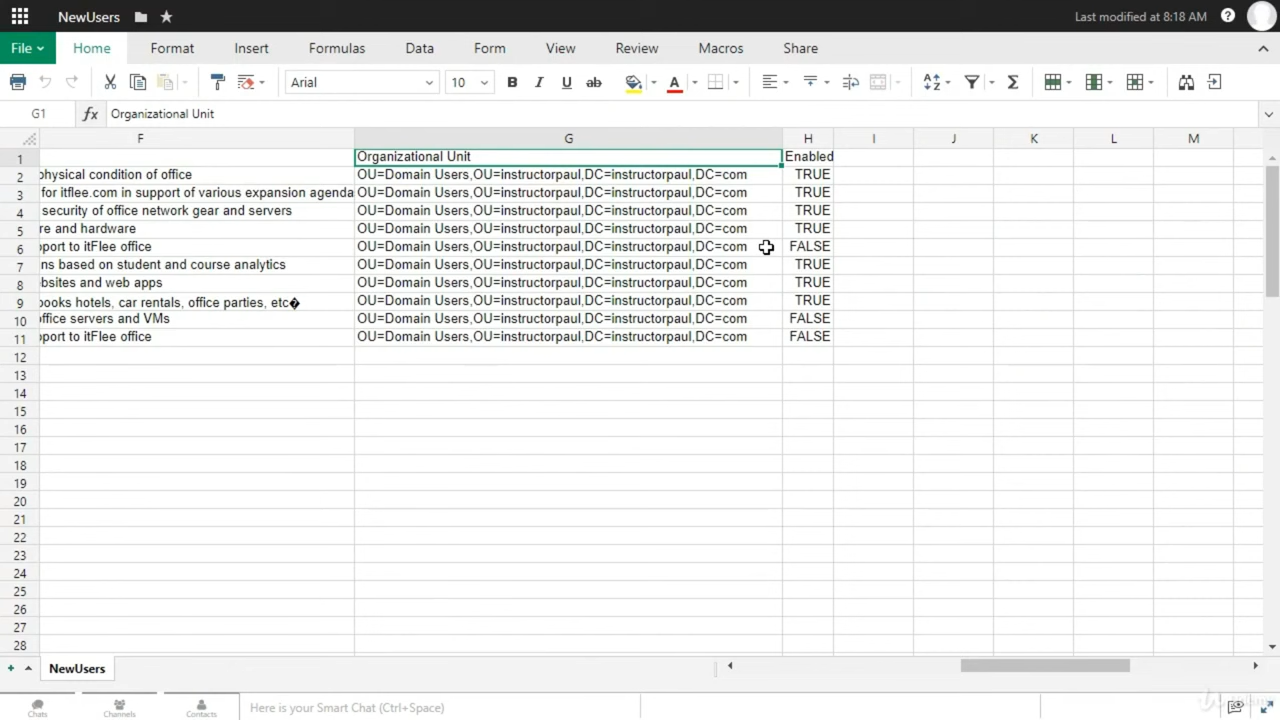 NewUsers
Last modified at 8:18 AM
File Home Format Insert Formulas Data Form View Review Macros Share
Arial 10 B I U ab A Σ
G1 fx Organizational Unit
F G H I J K L M
1 Organizational Unit Enabled
2 physical condition of office OU=Domain Users,OU=instructorpaul,DC=instructorpaul,DC=com TRUE
3 for itflee.com in support of various expansion agenda OU=Domain Users,OU=instructorpaul,DC=instructorpaul,DC=com TRUE
4 security of office network gear and servers OU=Domain Users,OU=instructorpaul,DC=instructorpaul,DC=com TRUE
5 re and hardware OU=Domain Users,OU=instructorpaul,DC=instructorpaul,DC=com TRUE
6 port to itFlee office OU=Domain Users,OU=instructorpaul,DC=instructorpaul,DC=com FALSE
7 ns based on student and course analytics OU=Domain Users,OU=instructorpaul,DC=instructorpaul,DC=com TRUE
8 ebsites and web apps OU=Domain Users,OU=instructorpaul,DC=instructorpaul,DC=com TRUE
9 books hotels, car rentals, office parties, etc� OU=Domain Users,OU=instructorpaul,DC=instructorpaul,DC=com TRUE
10 office servers and VMs OU=Domain Users,OU=instructorpaul,DC=instructorpaul,DC=com FALSE
11 port to itFlee office OU=Domain Users,OU=instructorpaul,DC=instructorpaul,DC=com FALSE
12
13
14
15
16
17
18
19
20
21
22
23
24
25
26
27
28
NewUsers
Chats Channels Contacts Here is your Smart Chat (Ctrl+Space)